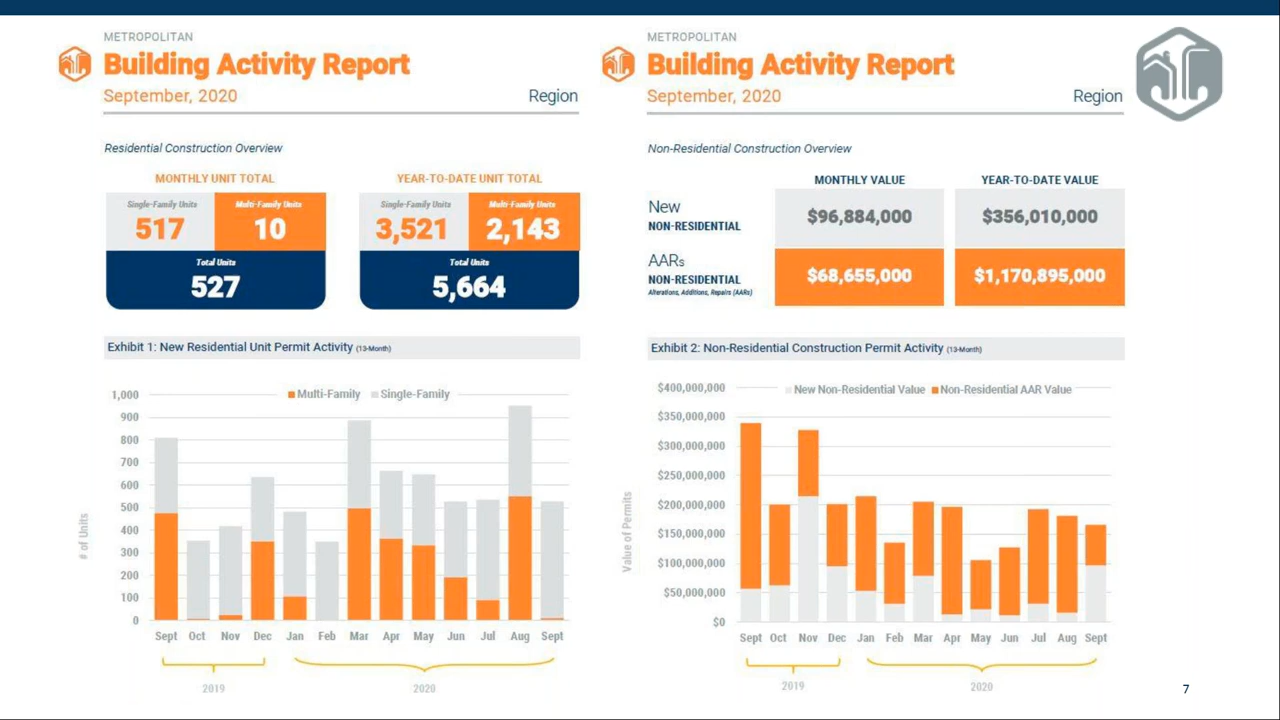 METROPOLITAN
Building Activity Report
September, 2020
Region
Residential Construction Overview
MONTHLY UNIT TOTAL
YEAR-TO-DATE UNIT TOTAL
Single-Family Units
Multi-Family Units
Single-Family Units
Multi-Family Units
517
10
3,521
2,143
Total Units
Total Units
527
5,664
Exhibit 1: New Residential Unit Permit Activity (13-Month)
Multi-Family
Single-Family
# of Units
1,000
900
800
700
600
500
400
300
200
100
0
Sept Oct Nov Dec Jan Feb Mar Apr May Jun Jul Aug Sept
2019
2020
METROPOLITAN
Building Activity Report
September, 2020
Region
Non-Residential Construction Overview
MONTHLY VALUE
YEAR-TO-DATE VALUE
New
NON-RESIDENTIAL
$96,884,000
$356,010,000
AARs
NON-RESIDENTIAL
Alterations, Additions, Repairs (AARs)
$68,655,000
$1,170,895,000
Exhibit 2: Non-Residential Construction Permit Activity (13-Month)
New Non-Residential Value
Non-Residential AAR Value
Value of Permits
$400,000,000
$350,000,000
$300,000,000
$250,000,000
$200,000,000
$150,000,000
$100,000,000
$50,000,000
$0
Sept Oct Nov Dec Jan Feb Mar Apr May Jun Jul Aug Sept
2019
2020
7